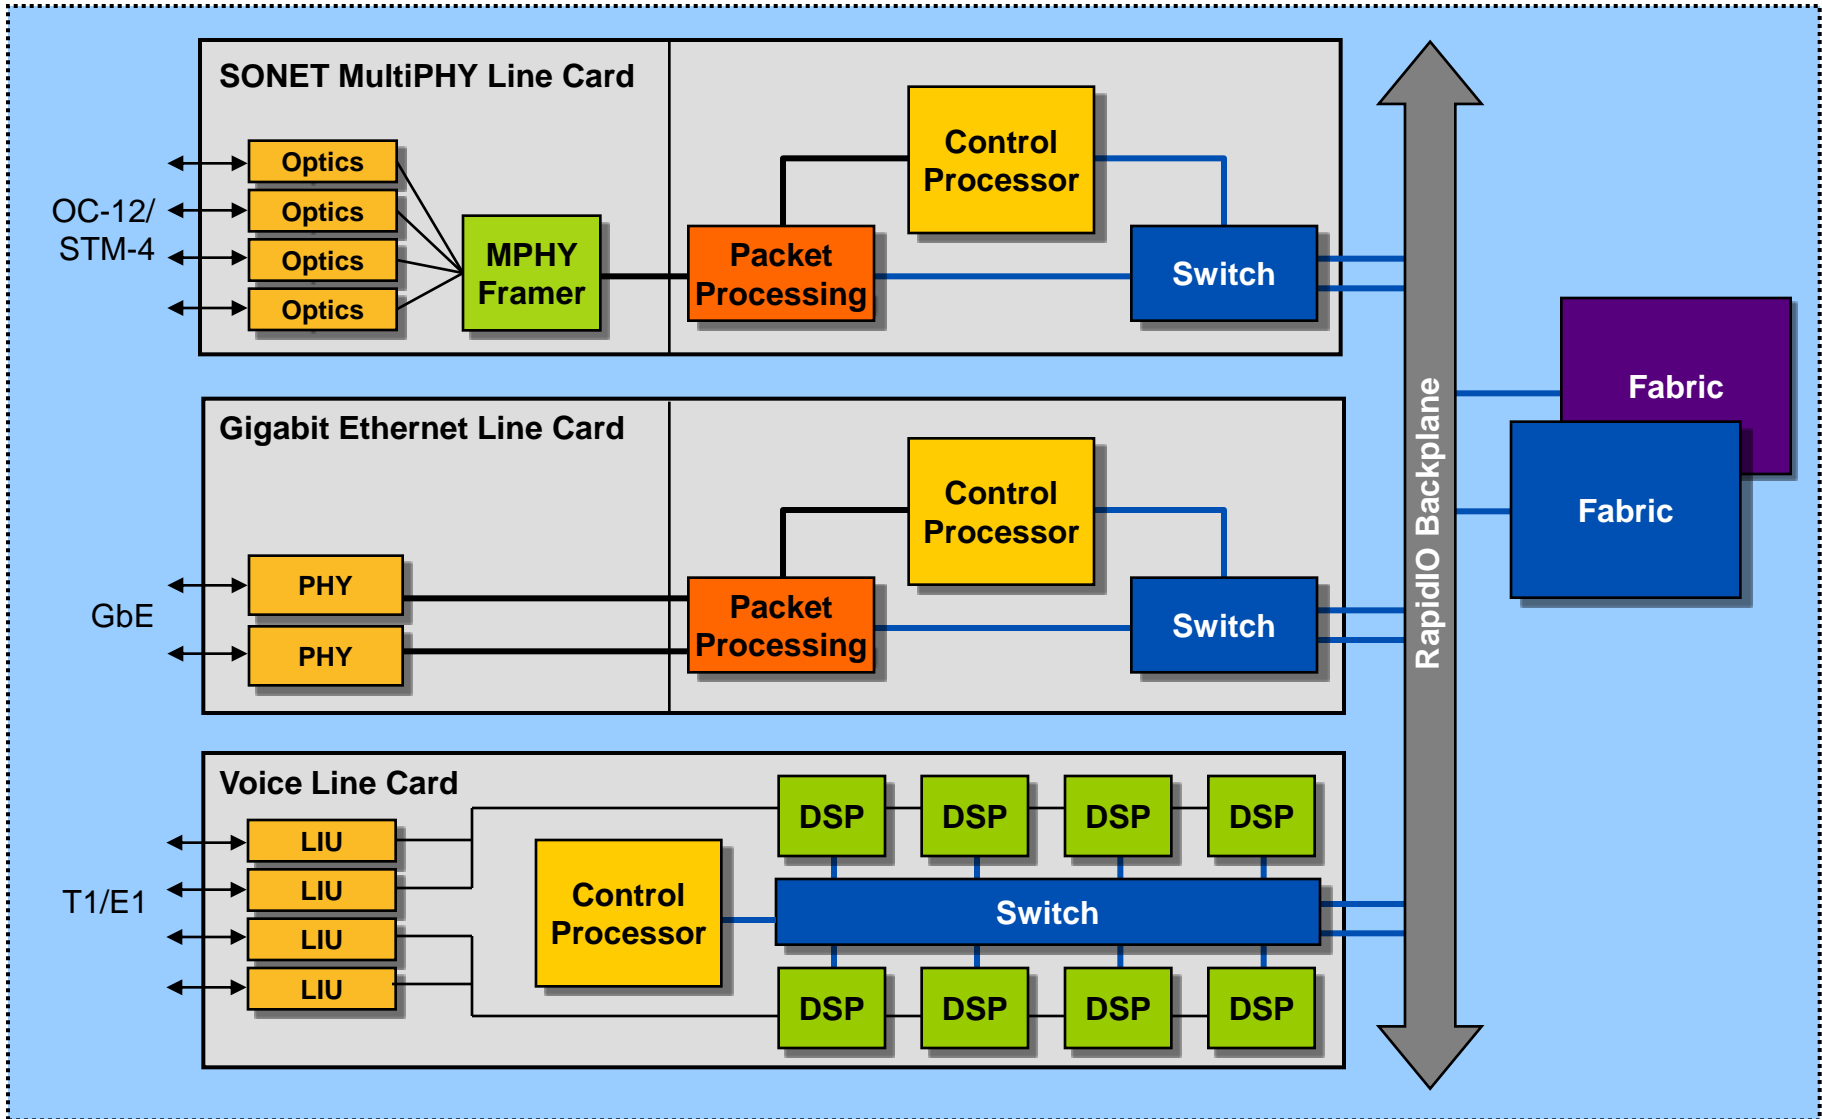 SONET MultiPHY Line Card
OC-12/
STM-4
Optics
Optics
Optics
Optics
MPHY
Framer
Packet
Processing
Control
Processor
Switch
Gigabit Ethernet Line Card
GbE
PHY
PHY
Packet
Processing
Control
Processor
Switch
Voice Line Card
T1/E1
LIU
LIU
LIU
LIU
Control
Processor
DSP
DSP
DSP
DSP
Switch
DSP
DSP
DSP
DSP
RapidIO Backplane
Fabric
Fabric